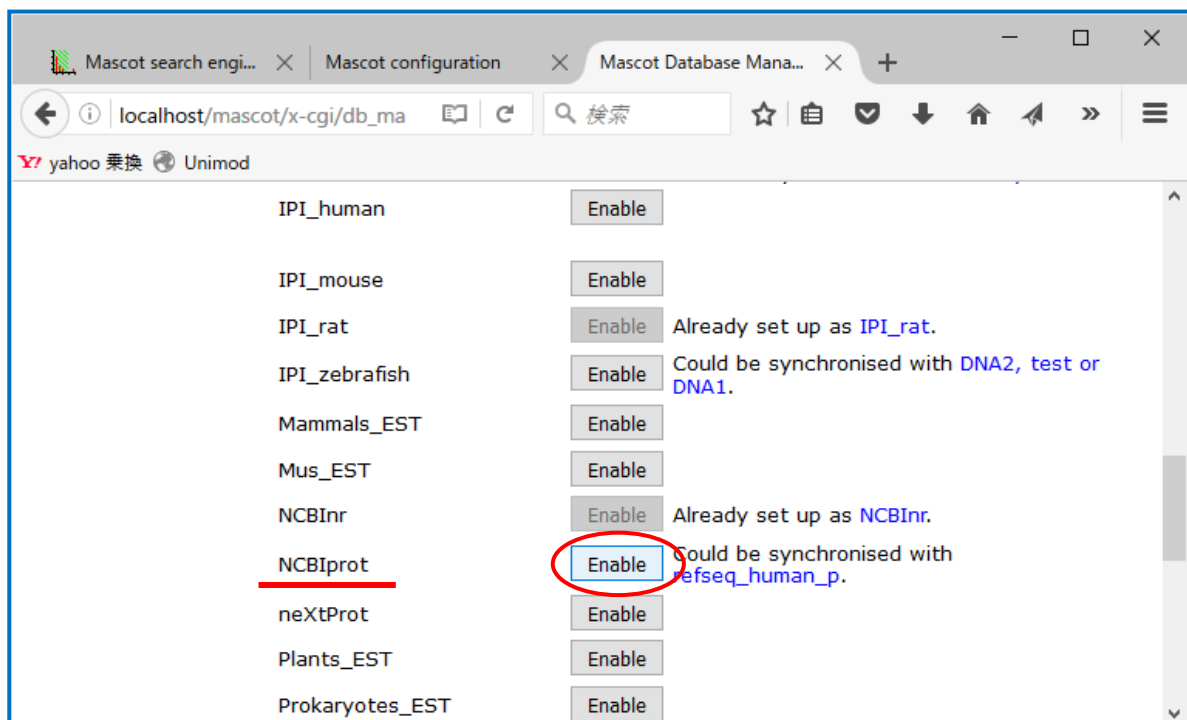 Mascot search engi...
Mascot configuration
Mascot Database Mana...
localhost/mascot/x-cgi/db_ma
検索
Y! yahoo 乗換
Unimod
IPI_human Enable
IPI_mouse Enable
IPI_rat Enable Already set up as IPI_rat.
IPI_zebrafish Enable Could be synchronised with DNA2, test or
DNA1.
Mammals_EST Enable
Mus_EST Enable
NCBInr Enable Already set up as NCBInr.
NCBIprot Enable Could be synchronised with
refseq_human_p.
neXtProt Enable
Plants_EST Enable
Prokaryotes_EST Enable